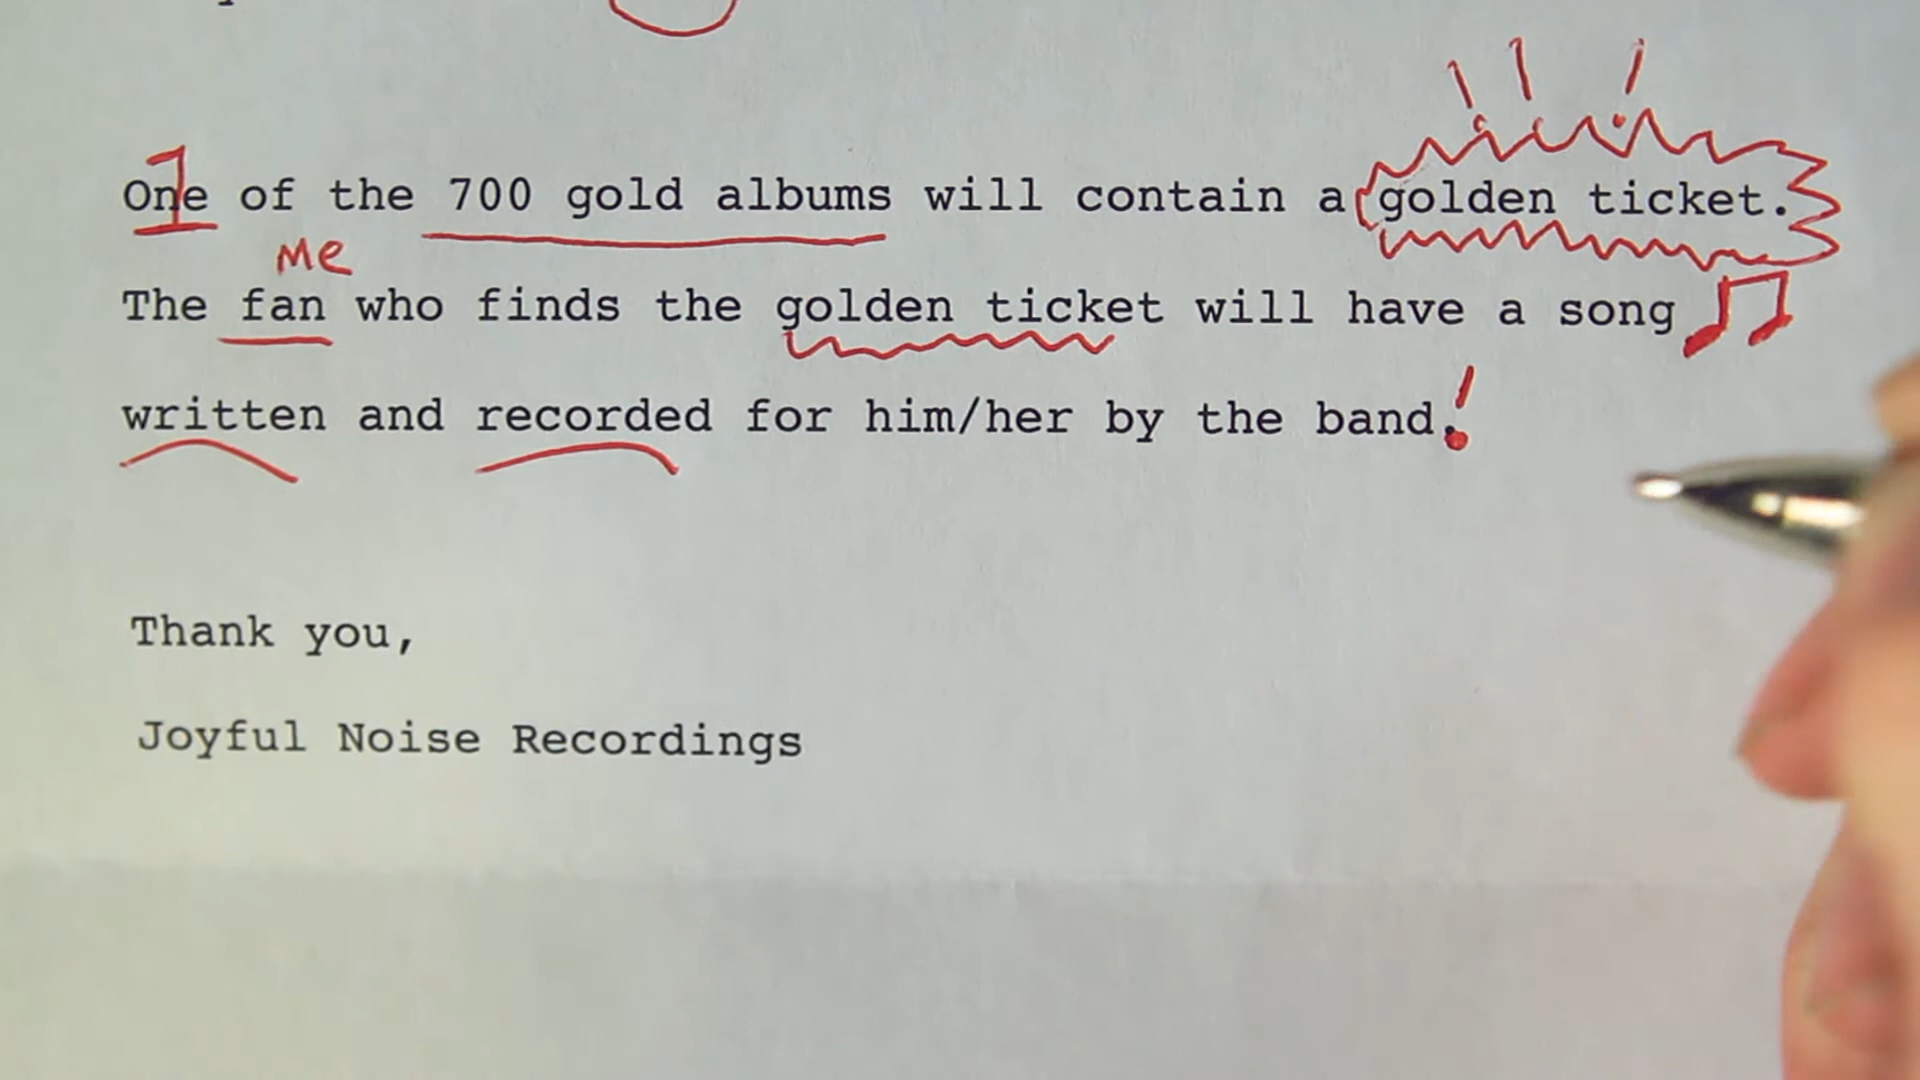 One of the 700 gold albums will contain a golden ticket.
me
The fan who finds the golden ticket will have a song
written and recorded for him/her by the band.!
Thank you,
Joyful Noise Recordings